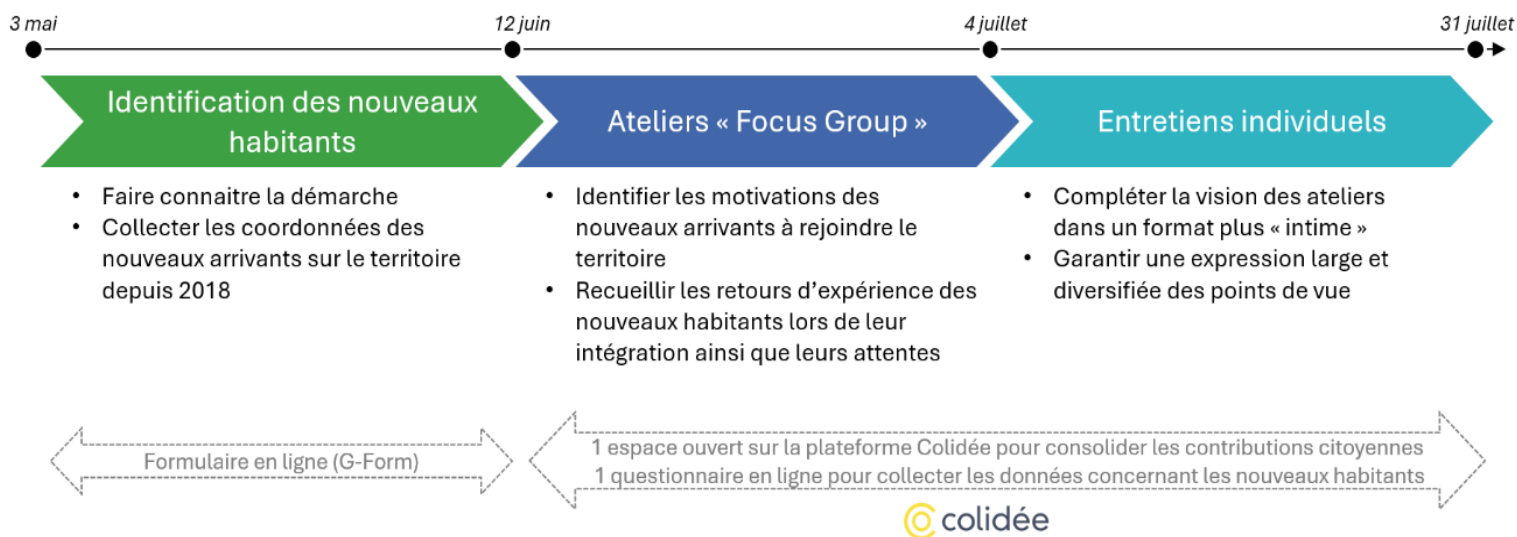 3 mai
12 juin
4 juillet
31 juillet
Identification des nouveaux
habitants
Ateliers « Focus Group »
Entretiens individuels
• Faire connaitre la démarche
• Collecter les coordonnées des
nouveaux arrivants sur le territoire
depuis 2018
• Identifier les motivations des
nouveaux arrivants à rejoindre le
territoire
• Recueillir les retours d’expérience des
nouveaux habitants lors de leur
intégration ainsi que leurs attentes
• Compléter la vision des ateliers
dans un format plus « intime »
• Garantir une expression large et
diversifiée des points de vue
Formulaire en ligne (G-Form)
1 espace ouvert sur la plateforme Colidée pour consolider les contributions citoyennes
1 questionnaire en ligne pour collecter les données concernant les nouveaux habitants
colidée